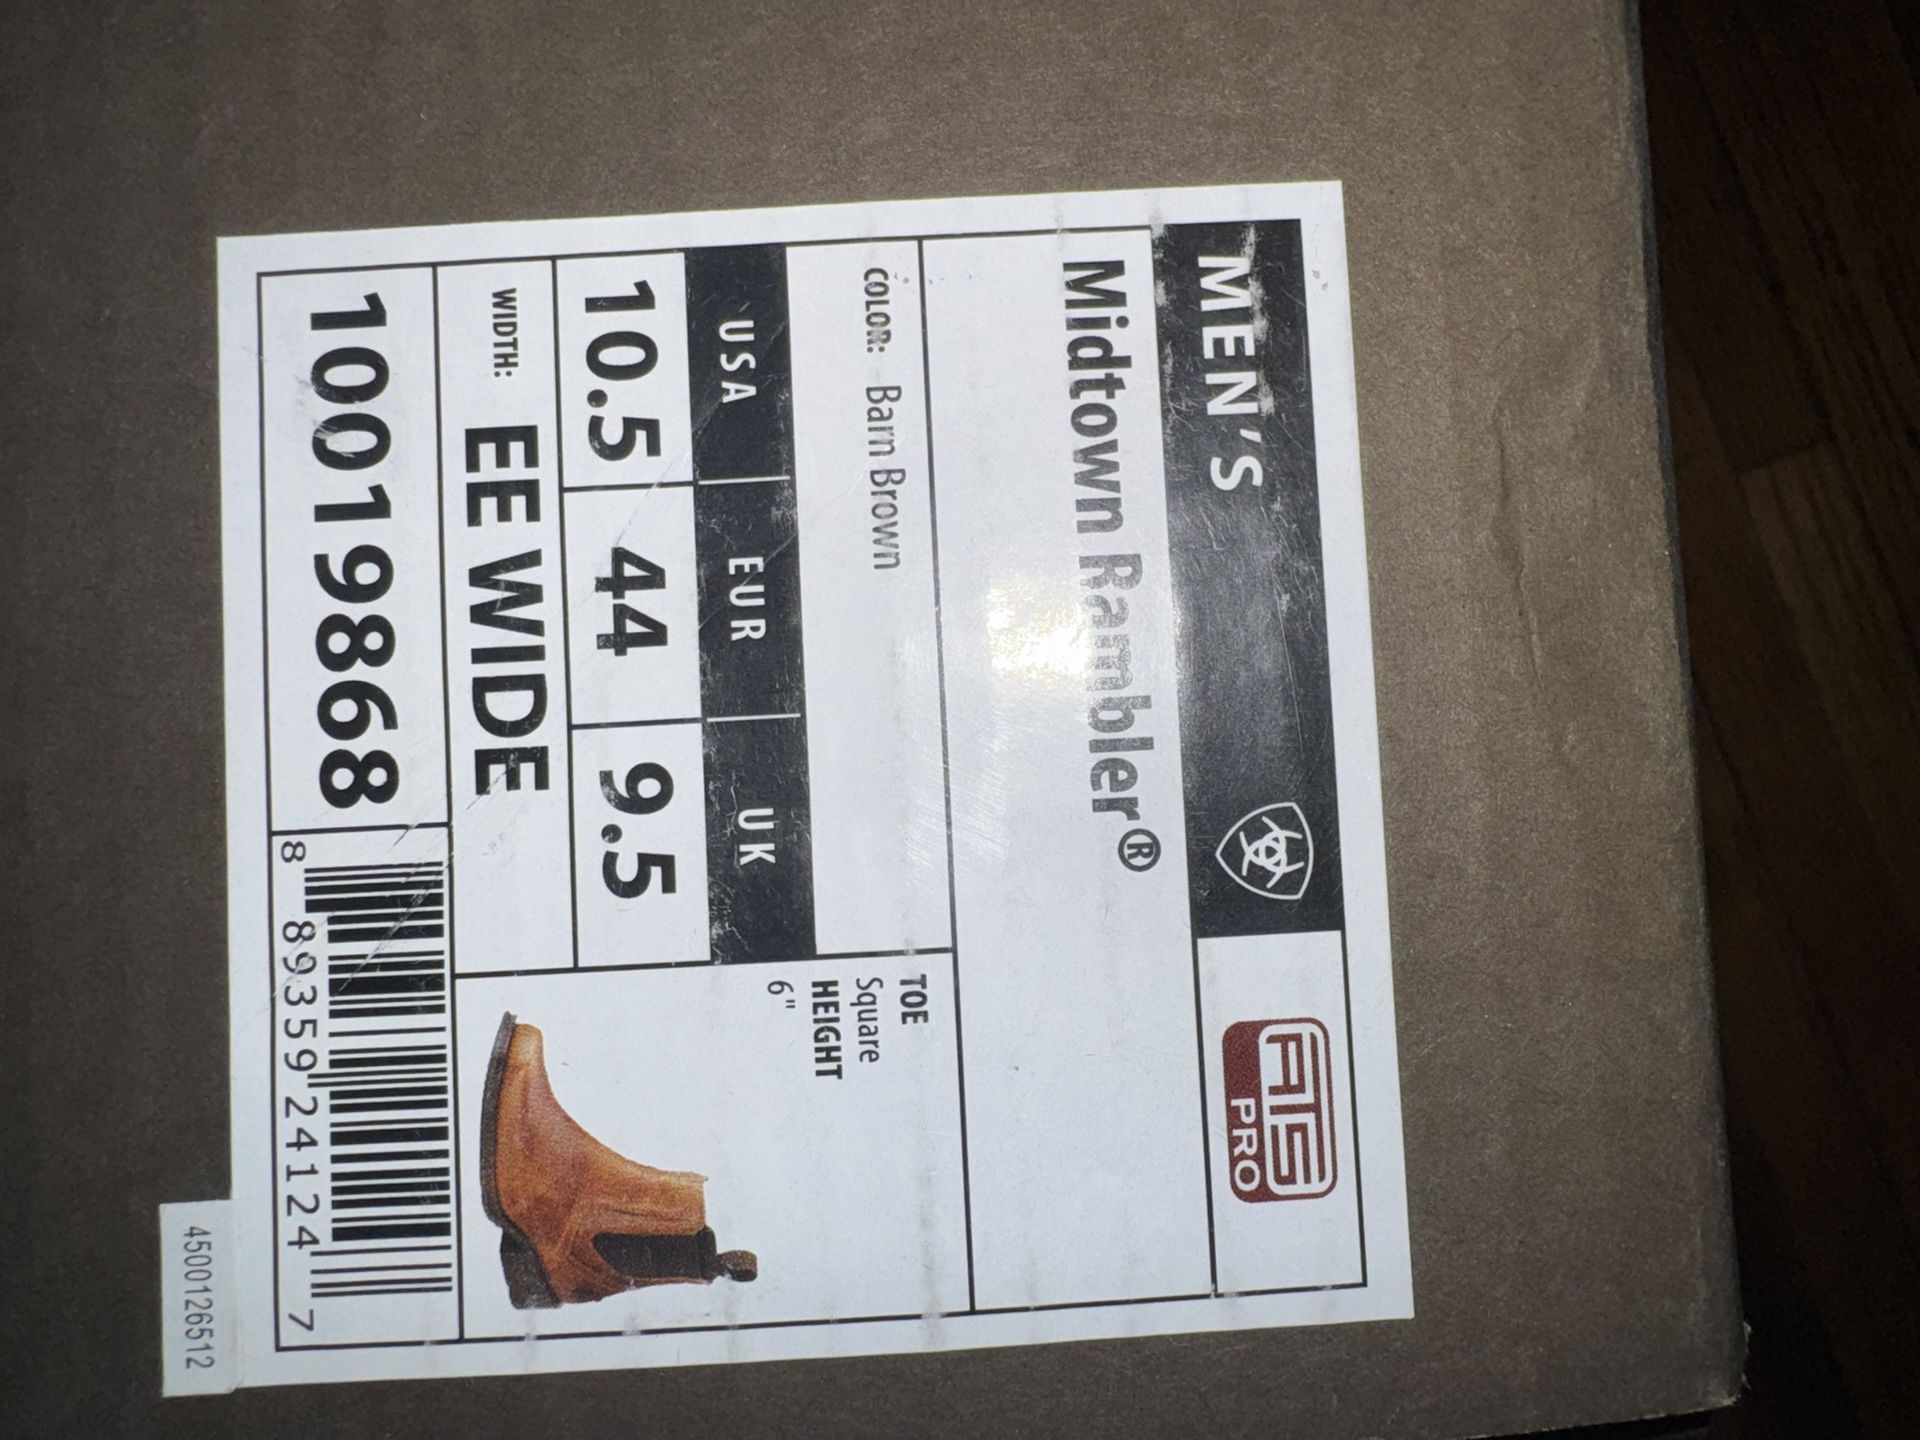 MEN'S
ATS
PRO
Midtown Rambler®
COLOR: Barn Brown
TOE
Square
HEIGHT
6"
USA EUR UK
10.5 44 9.5
WIDTH: EE WIDE
10019868
8 89359 24124 7
4500126512